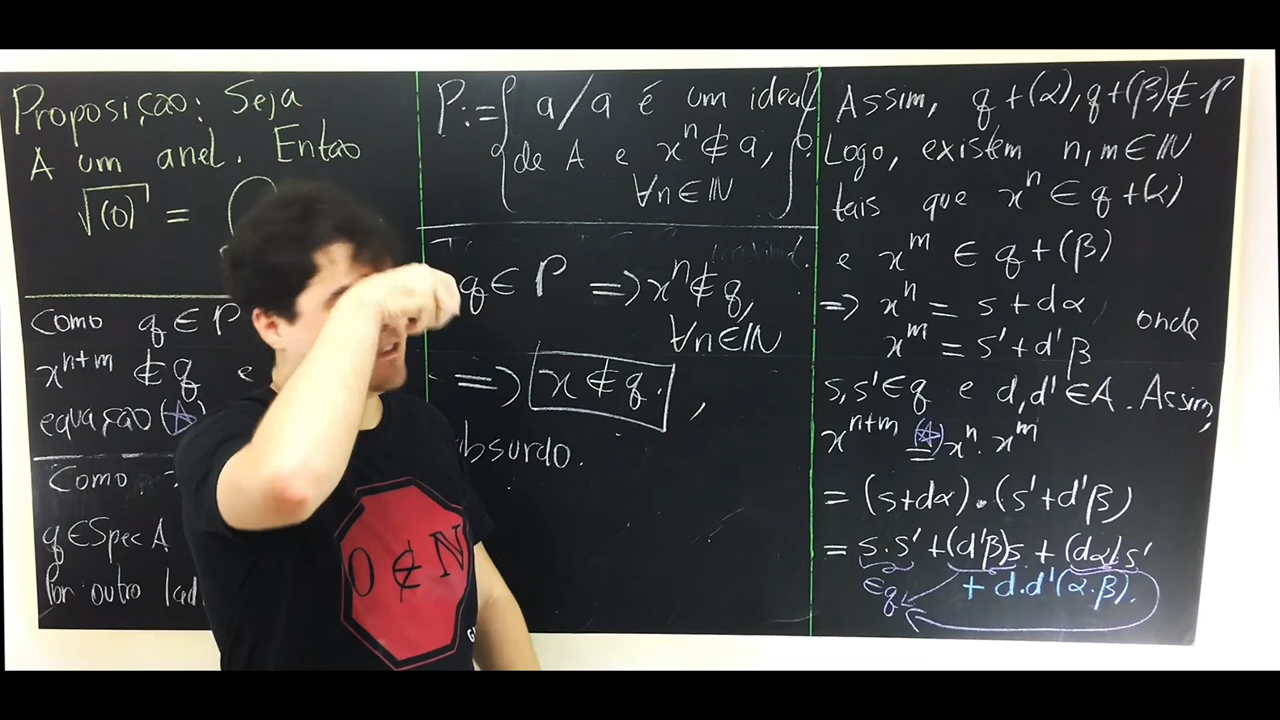 Proposição: Seja
A um anel. Então
√(0) =
Como q ∈ P
x^{n+m} ∉ q e
equação (☆)
Como
q ∈ Spec A
Por outro lad
P := { a / a é um ideal
de A e x^n ∉ a,
∀n ∈ ℕ }
q ∈ P ⇒ x^n ∉ q,
∀n ∈ ℕ
⇒ x ∉ q.,
absurdo.
Assim, q+(α), q+(β) ∉ P
Logo, existem n, m ∈ ℕ
tais que x^n ∈ q+(α)
e x^m ∈ q+(β)
⇒ x^n = s+dα, onde
x^m = s'+d'β
s, s' ∈ q e d, d' ∈ A. Assim,
x^{n+m} (☆)= x^n · x^m
= (s+dα)·(s'+d'β)
= s·s' + (d'β)s + (dα)s'
∈ q + d·d'(α·β).
0 ∉ N